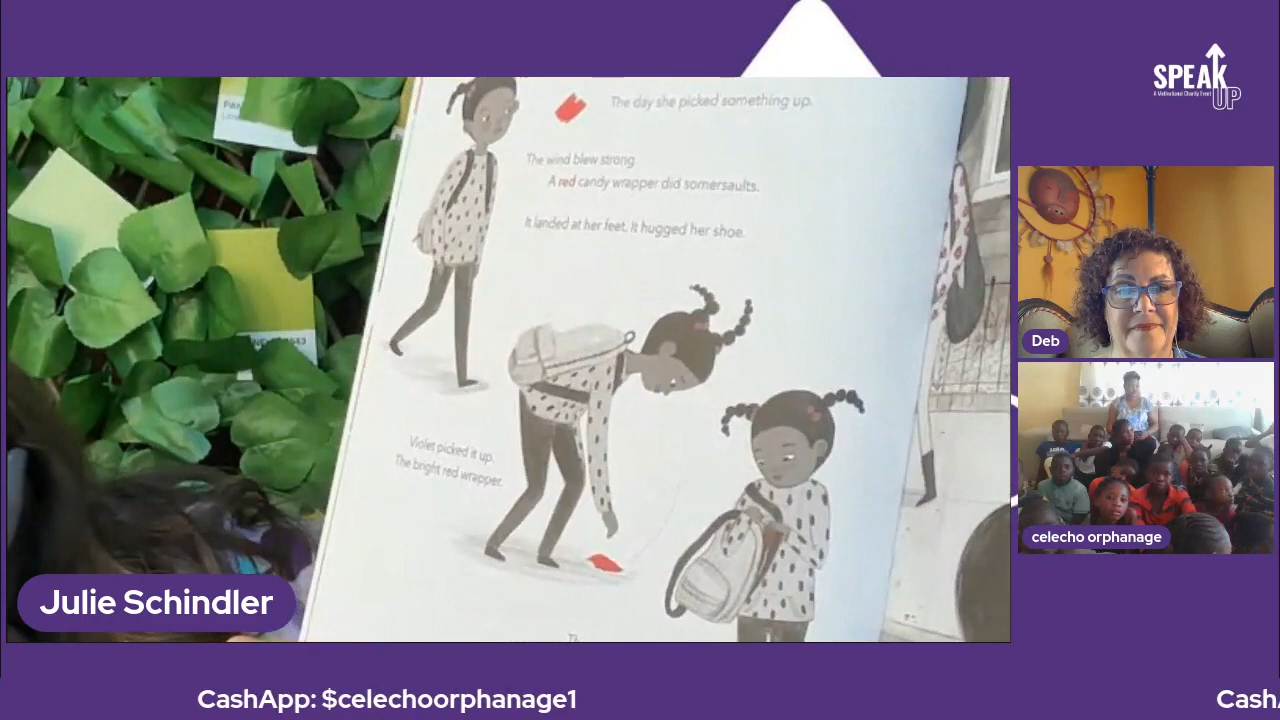 SPEAK
UP
A Motivational Charity Event
The day she picked something up.
The wind blew strong.
A red candy wrapper did somersaults.
It landed at her feet. It hugged her shoe.
Violet picked it up.
The bright red wrapper.
Deb
celecho orphanage
Julie Schindler
CashApp: $celechoorphanage1